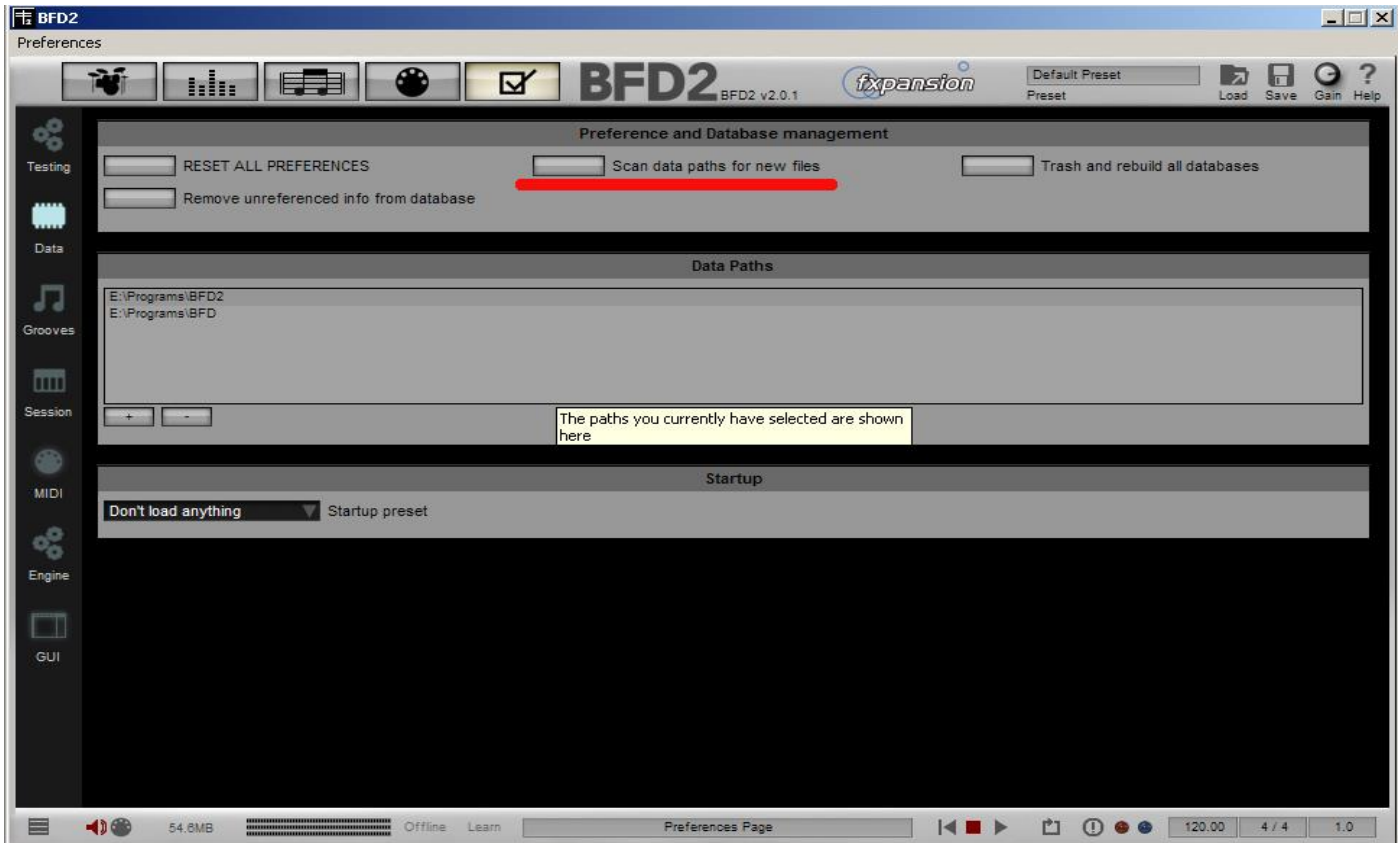 BFD2
Preferences
BFD2 BFD2 v2.0.1
fxpansion
Default Preset
Preset
Load Save Gain Help
Preference and Database management
RESET ALL PREFERENCES
Scan data paths for new files
Trash and rebuild all databases
Remove unreferenced info from database
Testing
Data
Grooves
Session
MIDI
Engine
GUI
Data Paths
E:\Programs\BFD2
E:\Programs\BFD
+ -
The paths you currently have selected are shown
here
Startup
Don't load anything
Startup preset
54.6MB
Offline Learn
Preferences Page
120.00 4 / 4 1.0